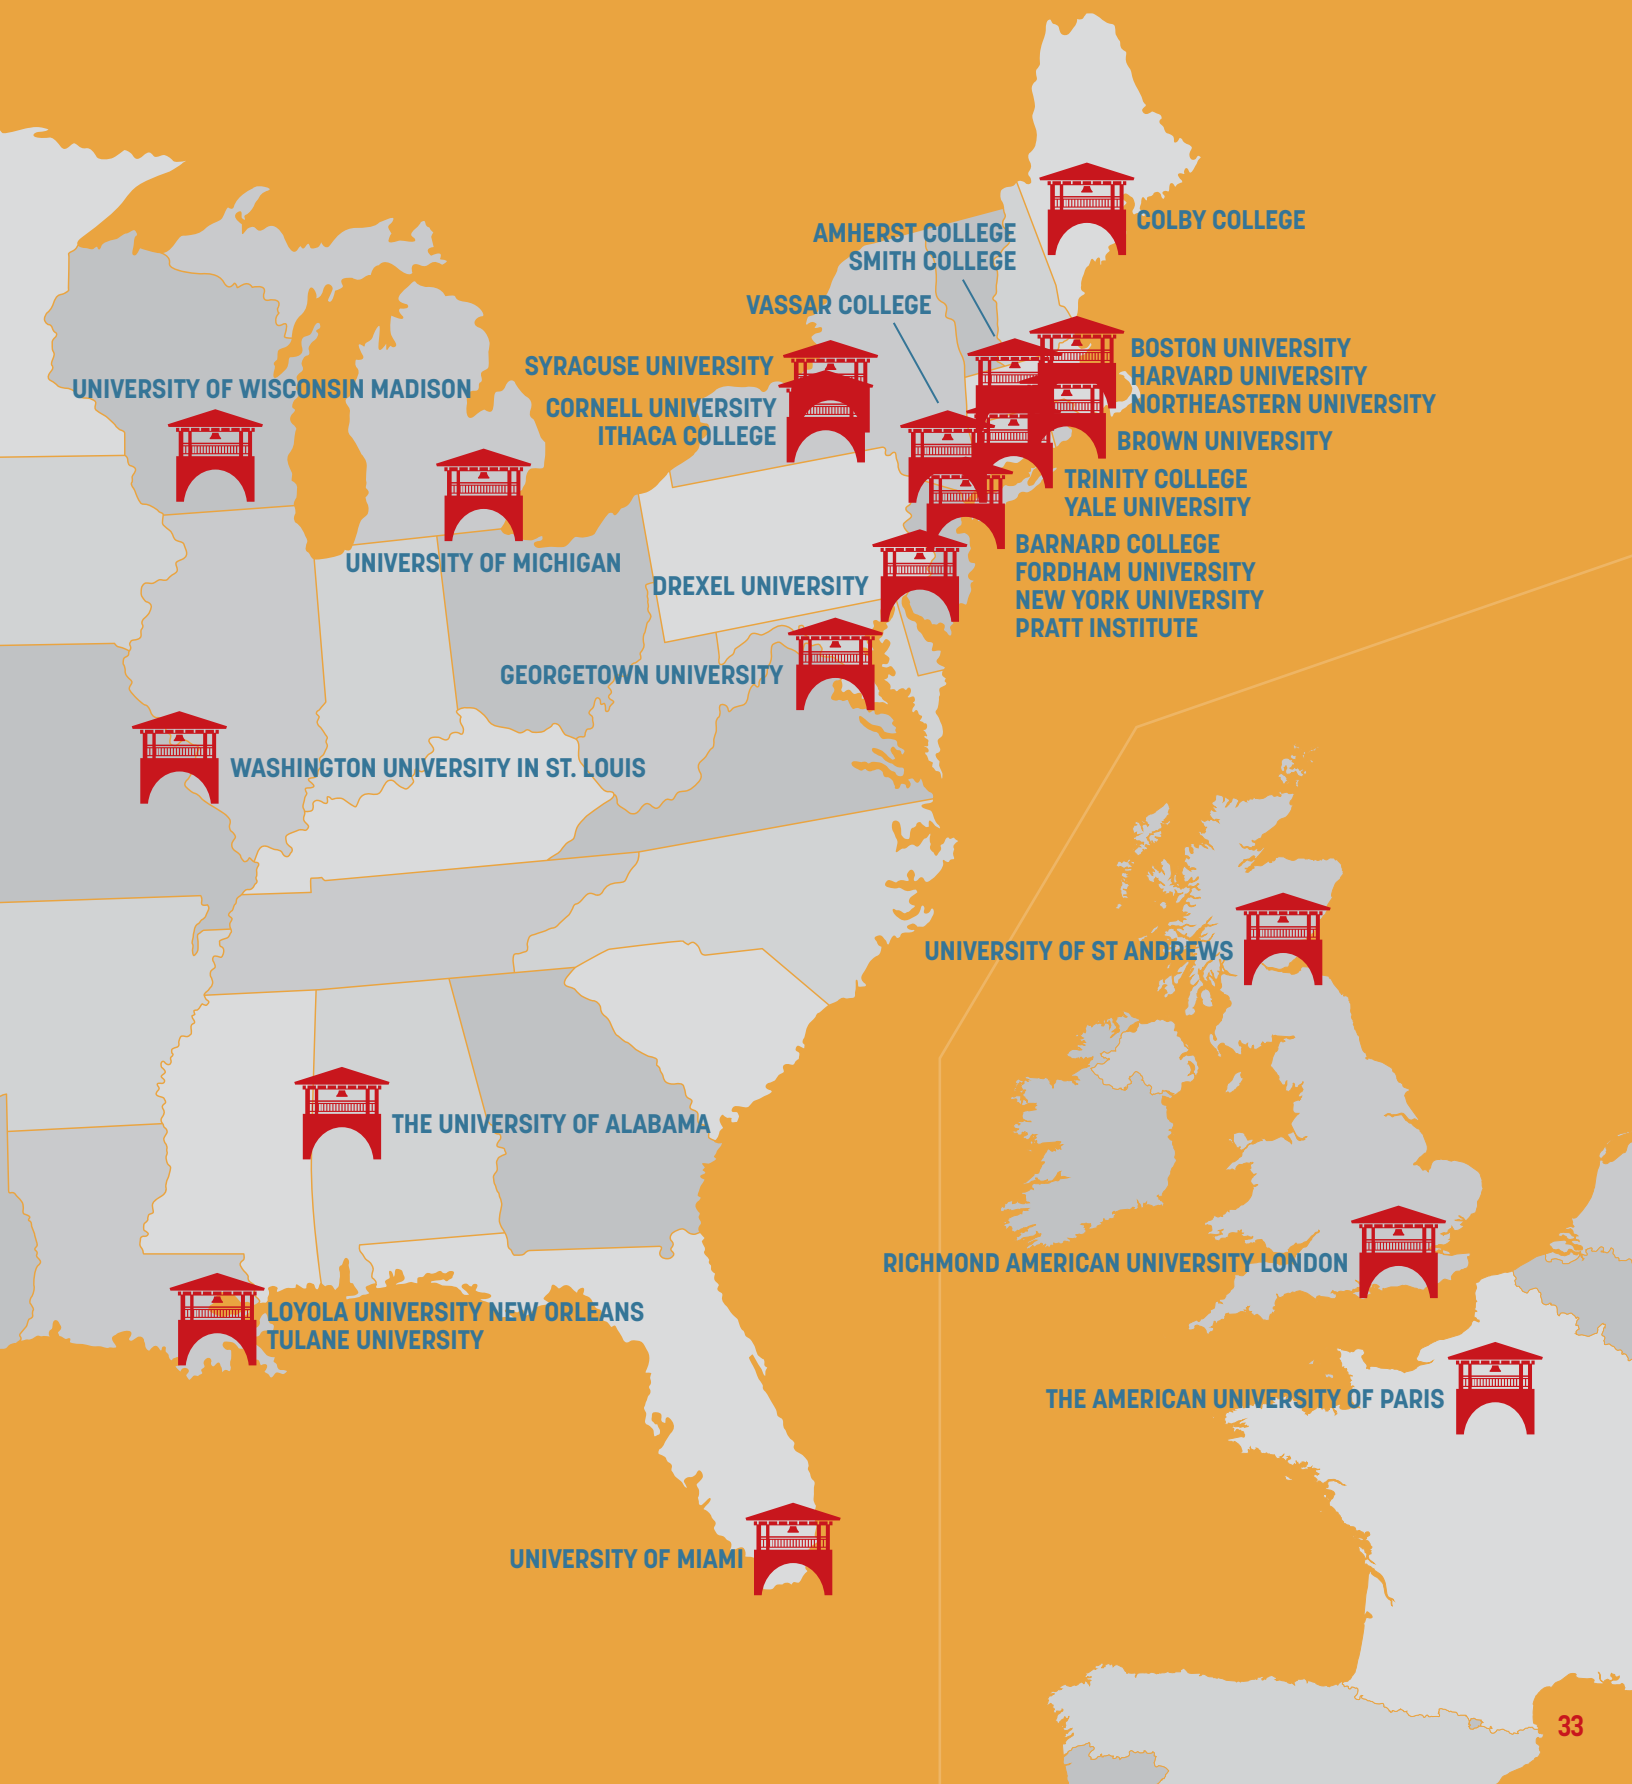 COLBY COLLEGE
AMHERST COLLEGE
SMITH COLLEGE
VASSAR COLLEGE
BOSTON UNIVERSITY
HARVARD UNIVERSITY
NORTHEASTERN UNIVERSITY
SYRACUSE UNIVERSITY
CORNELL UNIVERSITY
ITHACA COLLEGE
BROWN UNIVERSITY
UNIVERSITY OF WISCONSIN MADISON
TRINITY COLLEGE
YALE UNIVERSITY
BARNARD COLLEGE
FORDHAM UNIVERSITY
NEW YORK UNIVERSITY
PRATT INSTITUTE
UNIVERSITY OF MICHIGAN
DREXEL UNIVERSITY
GEORGETOWN UNIVERSITY
WASHINGTON UNIVERSITY IN ST. LOUIS
UNIVERSITY OF ST ANDREWS
THE UNIVERSITY OF ALABAMA
RICHMOND AMERICAN UNIVERSITY LONDON
LOYOLA UNIVERSITY NEW ORLEANS
TULANE UNIVERSITY
THE AMERICAN UNIVERSITY OF PARIS
UNIVERSITY OF MIAMI
33